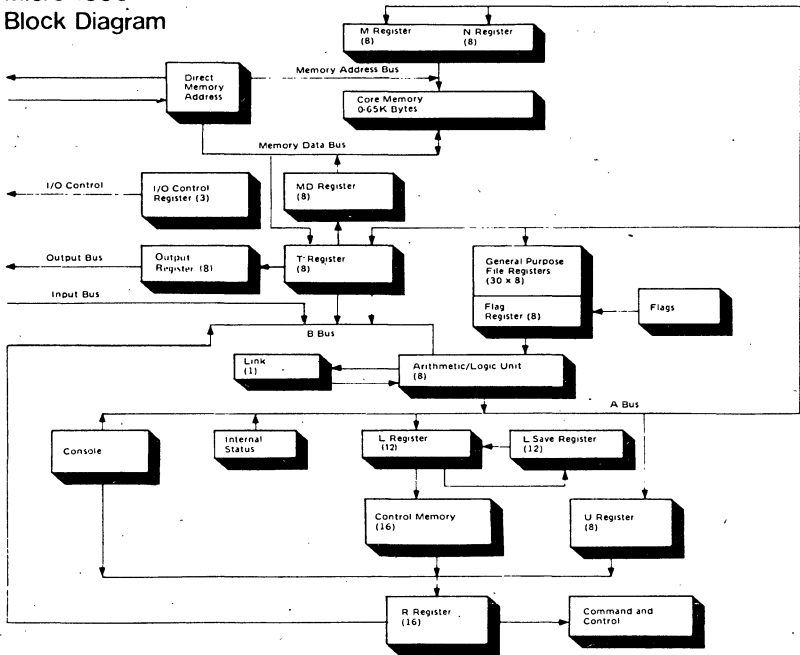 Block Diagram
M Register
(8)
N Register
(8)
Memory Address Bus
Direct
Memory
Address
Core Memory
0-65K Bytes
Memory Data Bus
I/O Control
I/O Control
Register (3)
MD Register
(8)
Output Bus
Output
Register (8)
T Register
(8)
General Purpose
File Registers
(30 x 8)
Flag
Register (8)
Flags
Input Bus
B Bus
Link
(1)
Arithmetic/Logic Unit
(8)
A Bus
Console
Internal
Status
L Register
(12)
L Save Register
(12)
Control Memory
(16)
U Register
(8)
R Register
(16)
Command and
Control